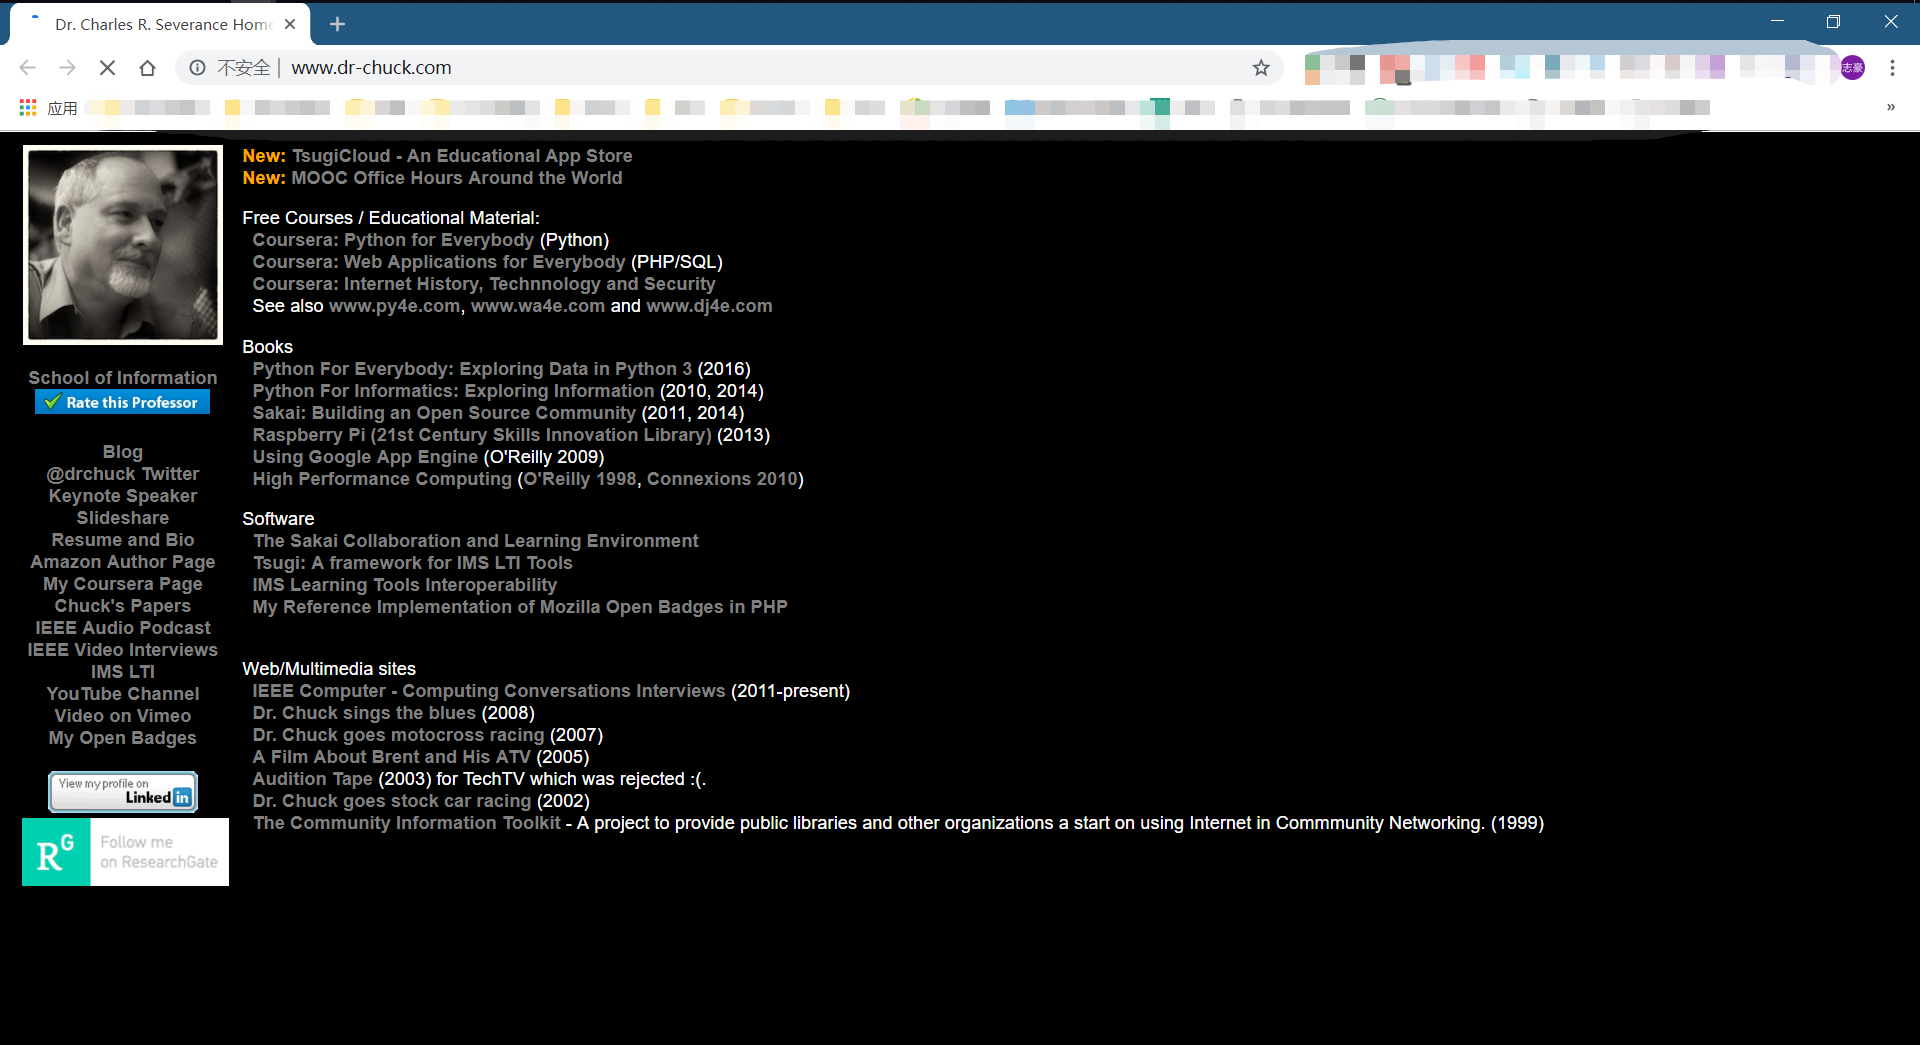 Dr. Charles R. Severance Home
不安全 | www.dr-chuck.com
志豪
应用
New: TsugiCloud - An Educational App Store
New: MOOC Office Hours Around the World
Free Courses / Educational Material:
Coursera: Python for Everybody (Python)
Coursera: Web Applications for Everybody (PHP/SQL)
Coursera: Internet History, Technnology and Security
See also www.py4e.com, www.wa4e.com and www.dj4e.com
Books
Python For Everybody: Exploring Data in Python 3 (2016)
Python For Informatics: Exploring Information (2010, 2014)
Sakai: Building an Open Source Community (2011, 2014)
Raspberry Pi (21st Century Skills Innovation Library) (2013)
Using Google App Engine (O'Reilly 2009)
High Performance Computing (O'Reilly 1998, Connexions 2010)
Software
The Sakai Collaboration and Learning Environment
Tsugi: A framework for IMS LTI Tools
IMS Learning Tools Interoperability
My Reference Implementation of Mozilla Open Badges in PHP
Web/Multimedia sites
IEEE Computer - Computing Conversations Interviews (2011-present)
Dr. Chuck sings the blues (2008)
Dr. Chuck goes motocross racing (2007)
A Film About Brent and His ATV (2005)
Audition Tape (2003) for TechTV which was rejected :(.
Dr. Chuck goes stock car racing (2002)
The Community Information Toolkit - A project to provide public libraries and other organizations a start on using Internet in Commmunity Networking. (1999)
School of Information
Rate this Professor
Blog
@drchuck Twitter
Keynote Speaker
Slideshare
Resume and Bio
Amazon Author Page
My Coursera Page
Chuck's Papers
IEEE Audio Podcast
IEEE Video Interviews
IMS LTI
YouTube Channel
Video on Vimeo
My Open Badges
View my profile on
Linked in
RG
Follow me
on ResearchGate